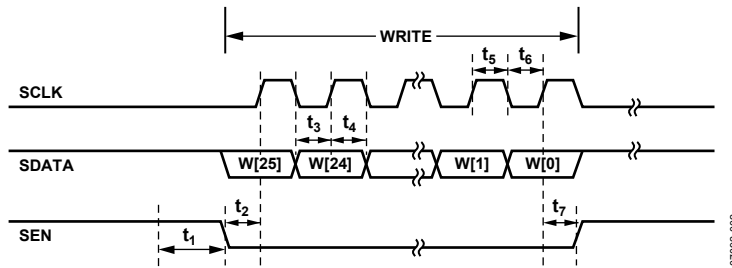 WRITE
t5 t6
SCLK
t3 t4
SDATA W[25] W[24] W[1] W[0]
t2 t7
SEN
t1